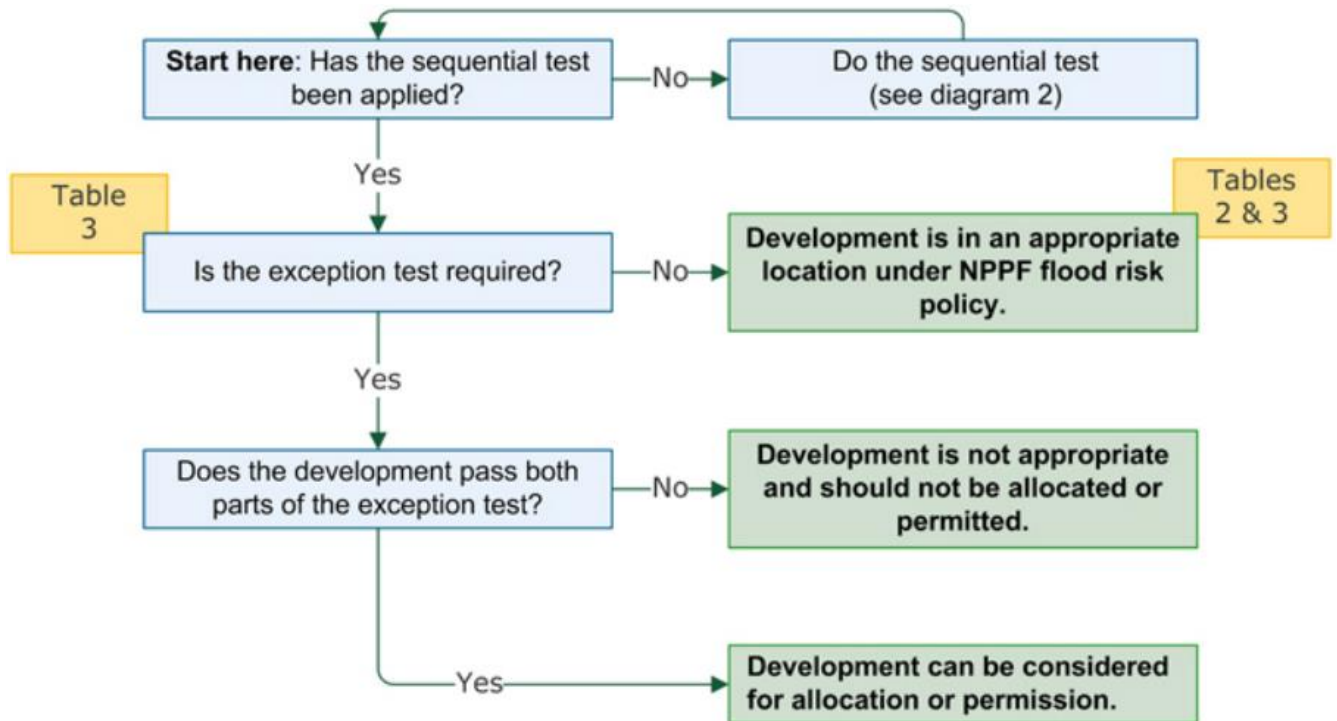 Start here: Has the sequential test
been applied?
No
Do the sequential test
(see diagram 2)
Yes
Table
3
Tables
2 & 3
Is the exception test required?
No
Development is in an appropriate
location under NPPF flood risk
policy.
Yes
Does the development pass both
parts of the exception test?
No
Development is not appropriate
and should not be allocated or
permitted.
Yes
Development can be considered
for allocation or permission.